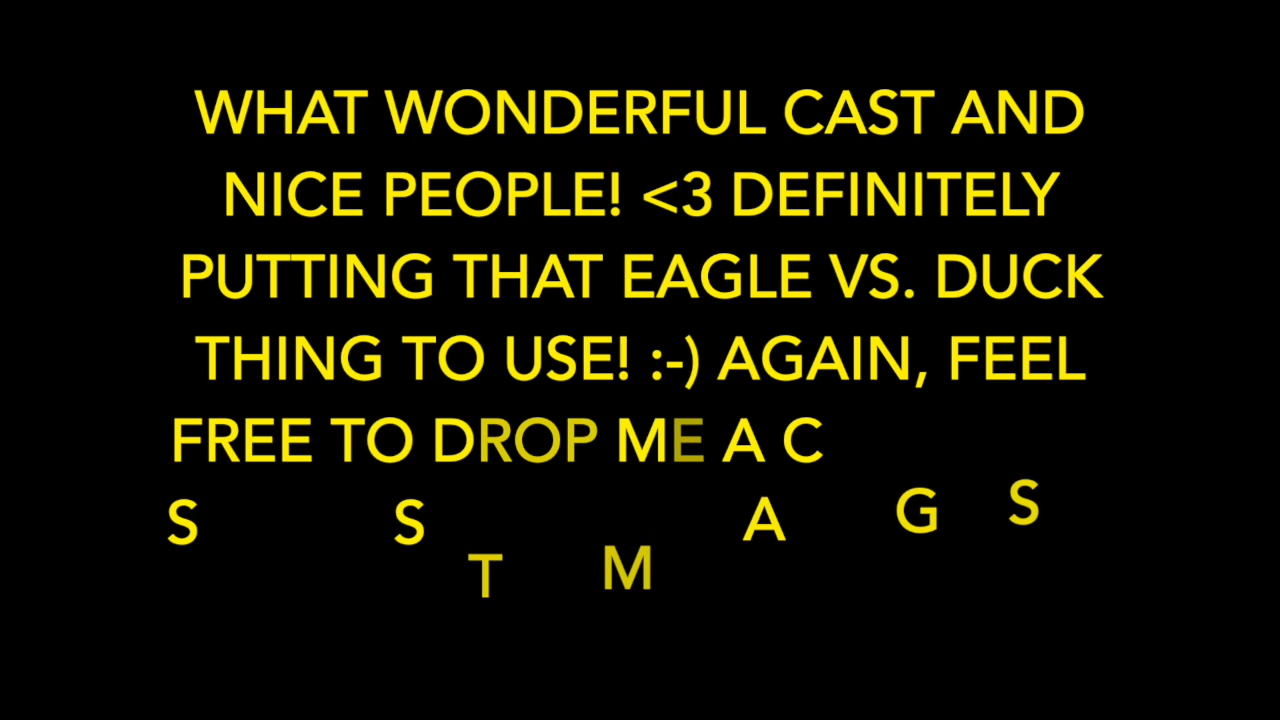 WHAT WONDERFUL CAST AND
NICE PEOPLE! <3 DEFINITELY
PUTTING THAT EAGLE VS. DUCK
THING TO USE! :-) AGAIN, FEEL
FREE TO DROP ME A C
S S T M A G S